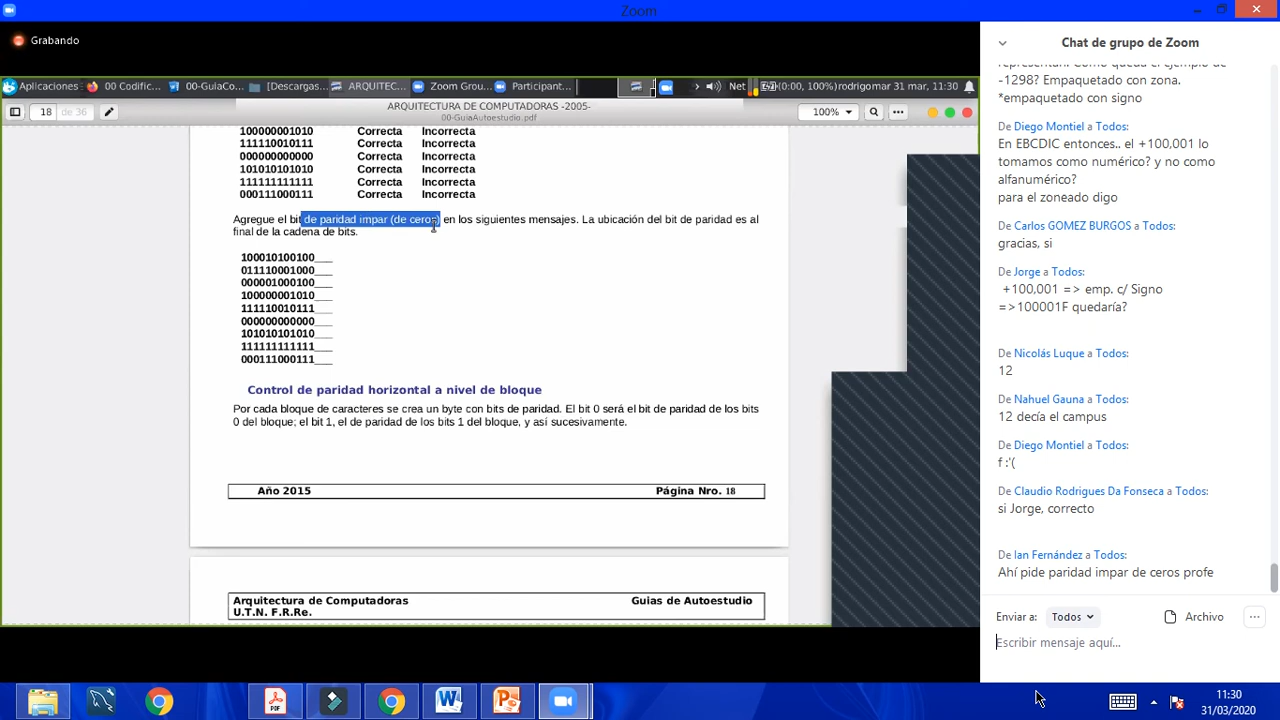 Zoom
Grabando
Aplicaciones 00 Codific... 00-GuiaCo... [Descargas... ARQUITEC... Zoom Grou... Participant... Net (0:00, 100%) rodrigomar 31 mar, 11:30
18 de 36
ARQUITECTURA DE COMPUTADORAS -2005-
00-GuiaAutoestudio.pdf
100%
100000001010 Correcta Incorrecta
111110010111 Correcta Incorrecta
000000000000 Correcta Incorrecta
101010101010 Correcta Incorrecta
111111111111 Correcta Incorrecta
000111000111 Correcta Incorrecta
Agregue el bit de paridad impar (de ceros) en los siguientes mensajes. La ubicación del bit de paridad es al
final de la cadena de bits.
100010100100___
011110001000___
000001000100___
100000001010___
111110010111___
000000000000___
101010101010___
111111111111___
000111000111___
Control de paridad horizontal a nivel de bloque
Por cada bloque de caracteres se crea un byte con bits de paridad. El bit 0 será el bit de paridad de los bits
0 del bloque; el bit 1, el de paridad de los bits 1 del bloque, y así sucesivamente.
Año 2015 Página Nro. 18
Arquitectura de Computadoras Guias de Autoestudio
U.T.N. F.R.Re.
Chat de grupo de Zoom
representan. Como queda el ejemplo de
-1298? Empaquetado con zona.
*empaquetado con signo
De Diego Montiel a Todos:
En EBCDIC entonces.. el +100,001 lo
tomamos como numérico? y no como
alfanumérico?
para el zoneado digo
De Carlos GOMEZ BURGOS a Todos:
gracias, si
De Jorge a Todos:
+100,001 => emp. c/ Signo
=>100001F quedaría?
De Nicolás Luque a Todos:
12
De Nahuel Gauna a Todos:
12 decía el campus
De Diego Montiel a Todos:
f :'(
De Claudio Rodrigues Da Fonseca a Todos:
si Jorge, correcto
De Ian Fernández a Todos:
Ahí pide paridad impar de ceros profe
Enviar a: Todos Archivo ...
Escribir mensaje aquí...
11:30
31/03/2020